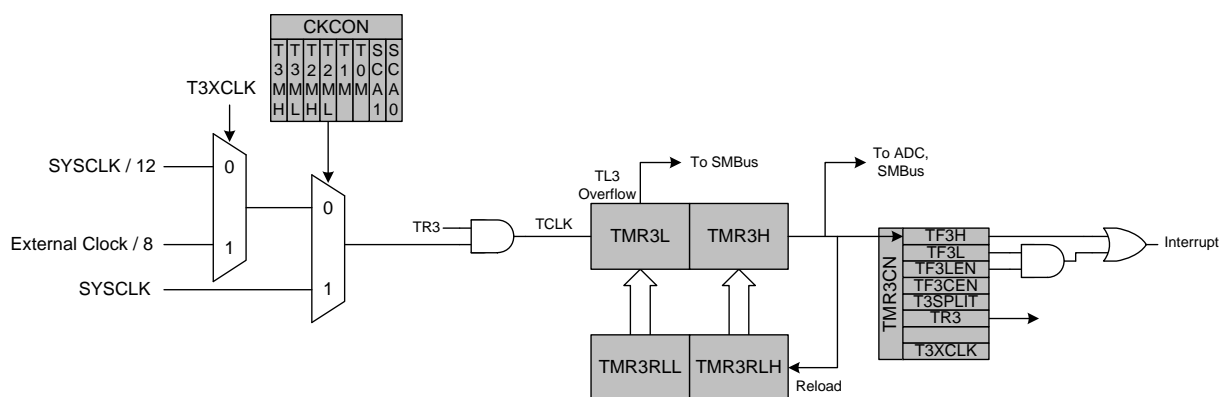 CKCON
T3MH
T3ML
T2MH
T2ML
T1M
T0M
SCA1
SCA0
T3XCLK
SYSCLK / 12
0
External Clock / 8
1
SYSCLK
0
1
TR3
TCLK
TL3
Overflow
To SMBus
To ADC,
SMBus
TMR3L
TMR3H
TMR3RLL
TMR3RLH
Reload
TMR3CN
TF3H
TF3L
TF3LEN
TF3CEN
T3SPLIT
TR3
T3XCLK
Interrupt